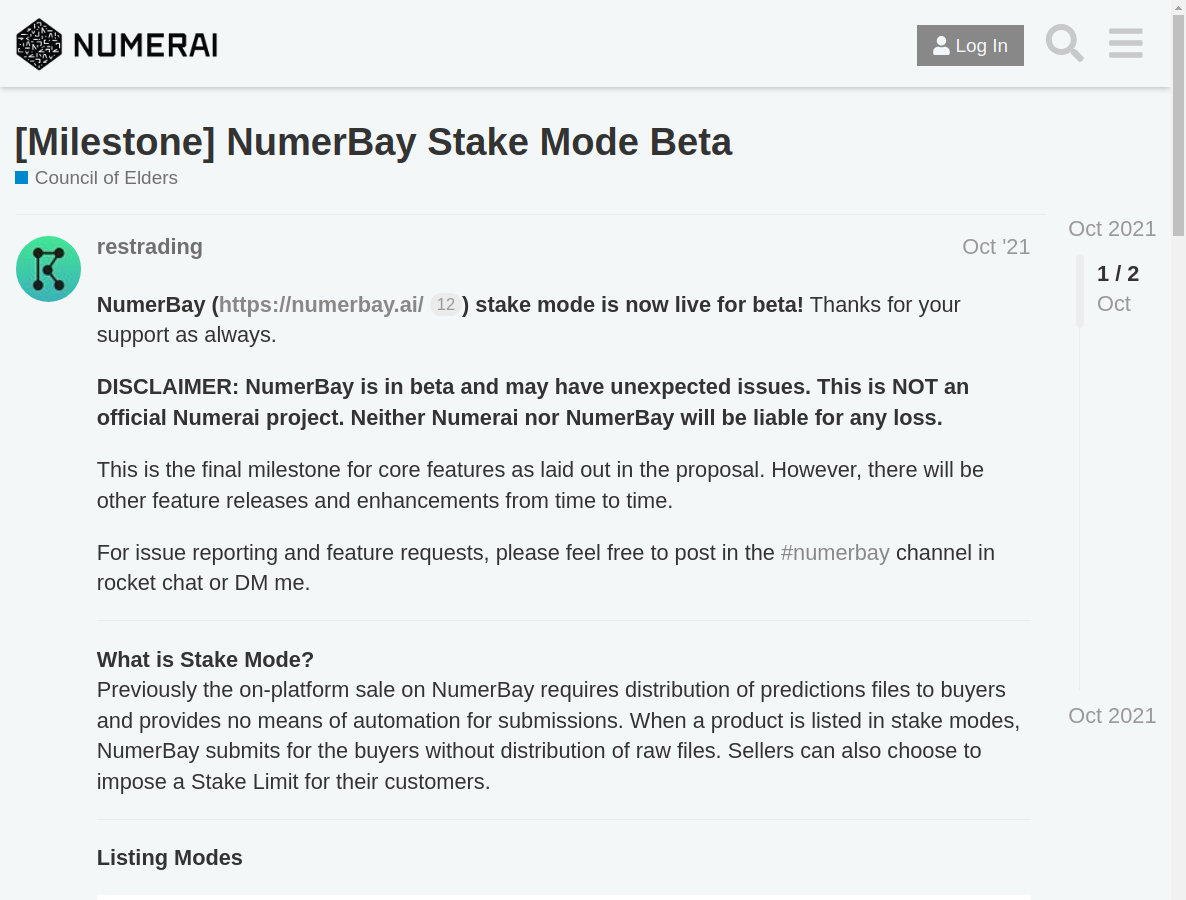 NUMERAI
Log In
[Milestone] NumerBay Stake Mode Beta
Council of Elders
restrading
Oct '21
NumerBay (https://numerbay.ai/ 12) stake mode is now live for beta! Thanks for your
support as always.
DISCLAIMER: NumerBay is in beta and may have unexpected issues. This is NOT an
official Numerai project. Neither Numerai nor NumerBay will be liable for any loss.
This is the final milestone for core features as laid out in the proposal. However, there will be
other feature releases and enhancements from time to time.
For issue reporting and feature requests, please feel free to post in the #numerbay channel in
rocket chat or DM me.
What is Stake Mode?
Previously the on-platform sale on NumerBay requires distribution of predictions files to buyers
and provides no means of automation for submissions. When a product is listed in stake modes,
NumerBay submits for the buyers without distribution of raw files. Sellers can also choose to
impose a Stake Limit for their customers.
Listing Modes
Oct 2021
1 / 2
Oct
Oct 2021